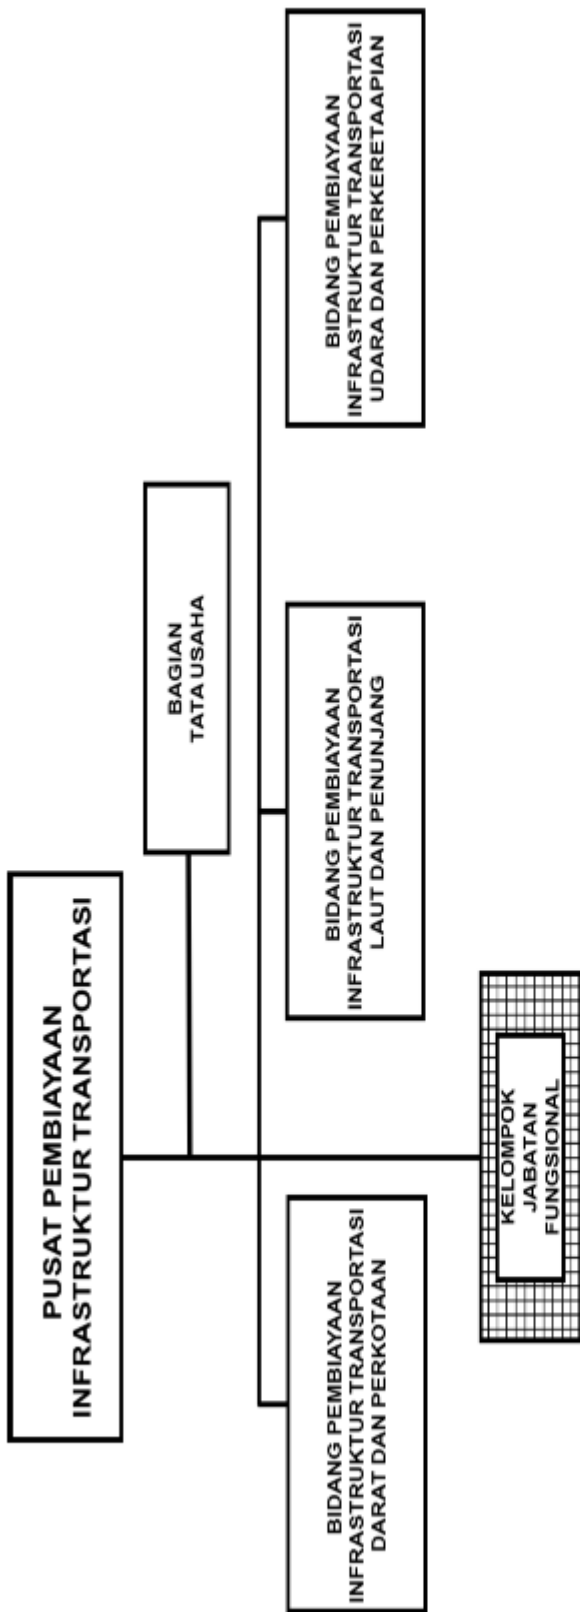 PUSAT PEMBIAYAAN
INFRASTRUKTUR TRANSPORTASI
BAGIAN
TATA USAHA
BIDANG PEMBIAYAAN
INFRASTRUKTUR TRANSPORTASI
DARAT DAN PERKOTAAN
BIDANG PEMBIAYAAN
INFRASTRUKTUR TRANSPORTASI
LAUT DAN PENUNJANG
BIDANG PEMBIAYAAN
INFRASTRUKTUR TRANSPORTASI
UDARA DAN PERKERETAAPIAN
KELOMPOK
JABATAN
FUNGSIONAL